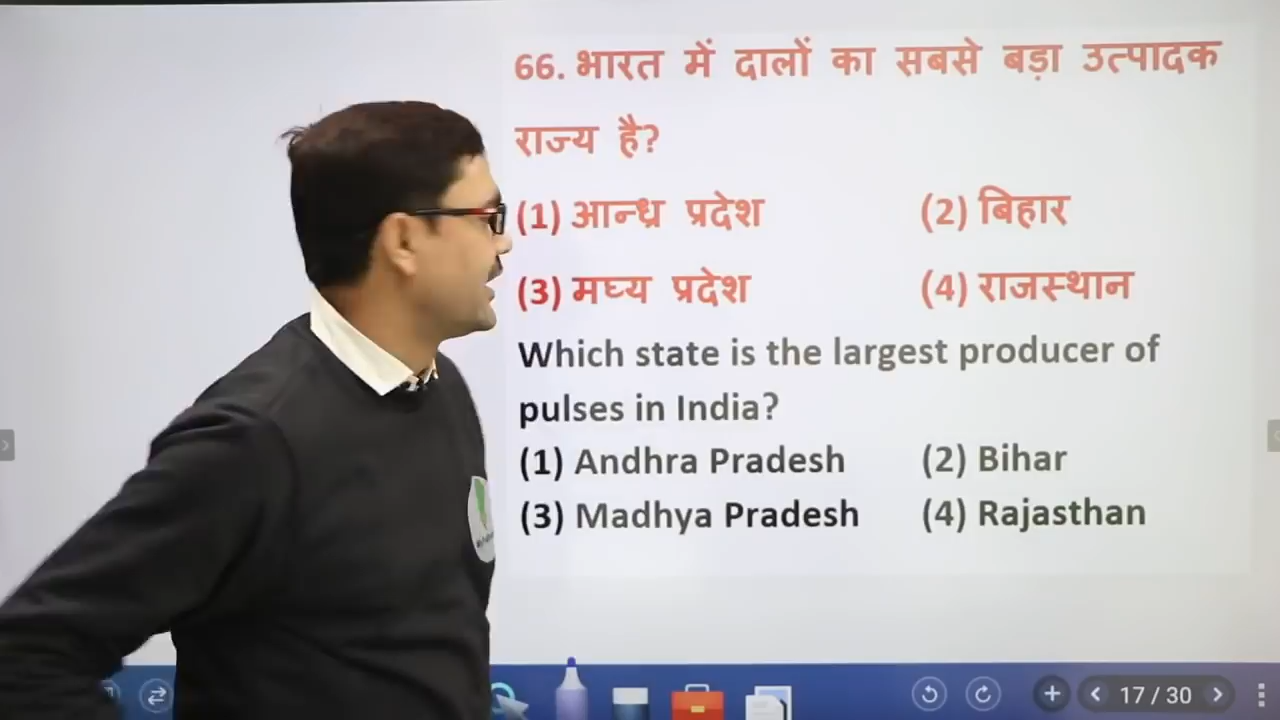 66. भारत में दालों का सबसे बड़ा उत्पादक
राज्य है?
(1) आन्ध्र प्रदेश (2) बिहार
(3) मघ्य प्रदेश (4) राजस्थान
Which state is the largest producer of
pulses in India?
(1) Andhra Pradesh (2) Bihar
(3) Madhya Pradesh (4) Rajasthan
17 / 30